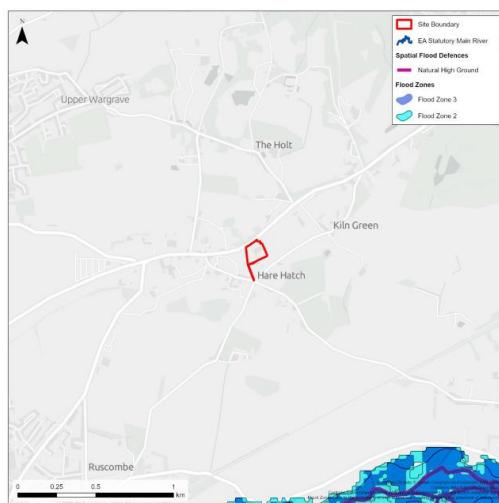 N
Site Boundary
EA Statutory Main River
Spatial Flood Defences
Natural High Ground
Flood Zones
Flood Zone 3
Flood Zone 2
Upper Wargrave
The Holt
Kiln Green
Hare Hatch
Ruscombe
0 0.25 0.5 1
km